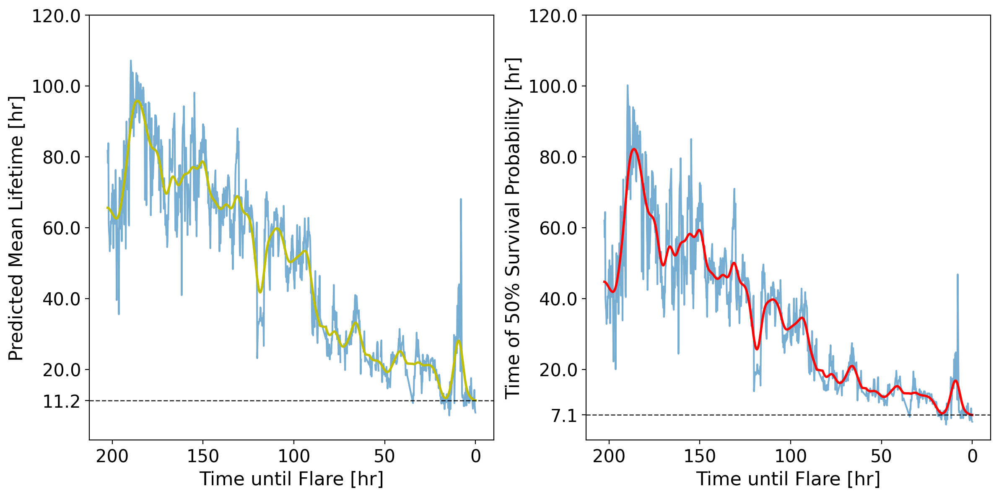 Predicted Mean Lifetime [hr]
120.0
100.0
80.0
60.0
40.0
20.0
11.2
200 150 100 50 0
Time until Flare [hr]
Time of 50% Survival Probability [hr]
120.0
100.0
80.0
60.0
40.0
20.0
7.1
200 150 100 50 0
Time until Flare [hr]